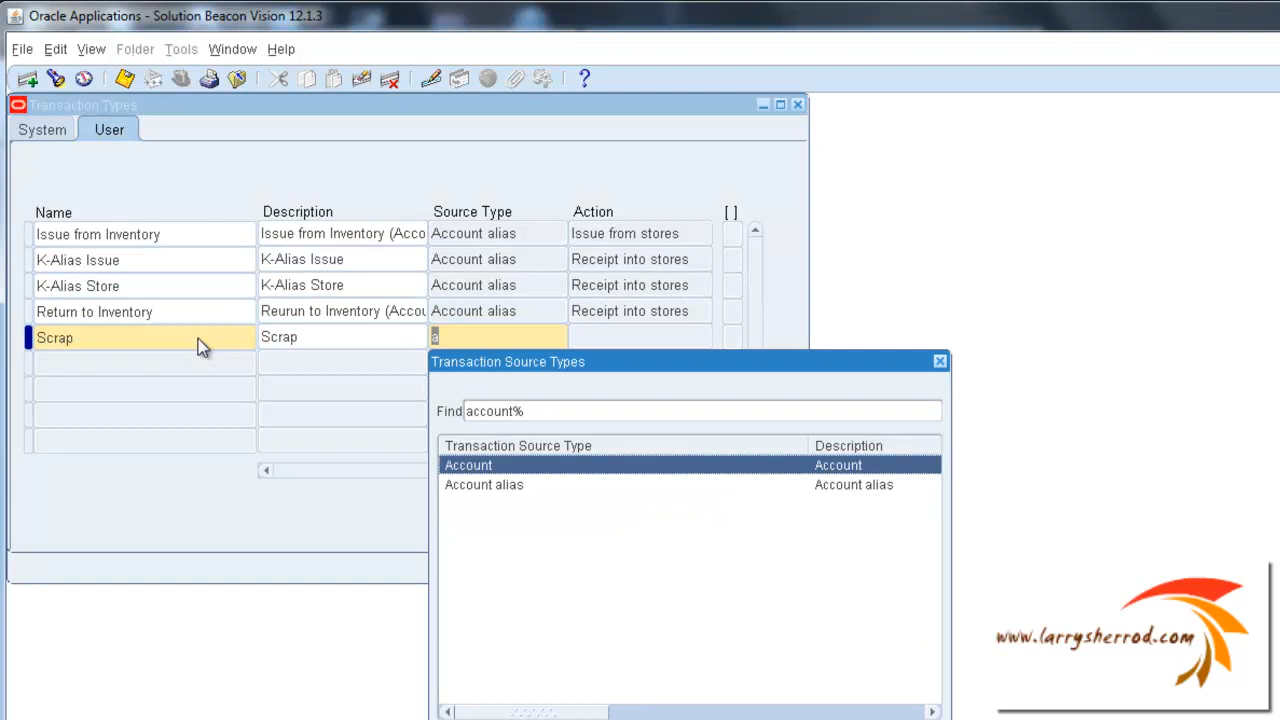 Oracle Applications - Solution Beacon Vision 12.1.3
File Edit View Folder Tools Window Help
Transaction Types
System User
Name Description Source Type Action [ ]
Issue from Inventory Issue from Inventory (Acco Account alias Issue from stores
K-Alias Issue K-Alias Issue Account alias Receipt into stores
K-Alias Store K-Alias Store Account alias Receipt into stores
Return to Inventory Reurun to Inventory (Accou Account alias Receipt into stores
Scrap Scrap a
Transaction Source Types
Find account%
Transaction Source Type Description
Account Account
Account alias Account alias
www.larrysherrod.com